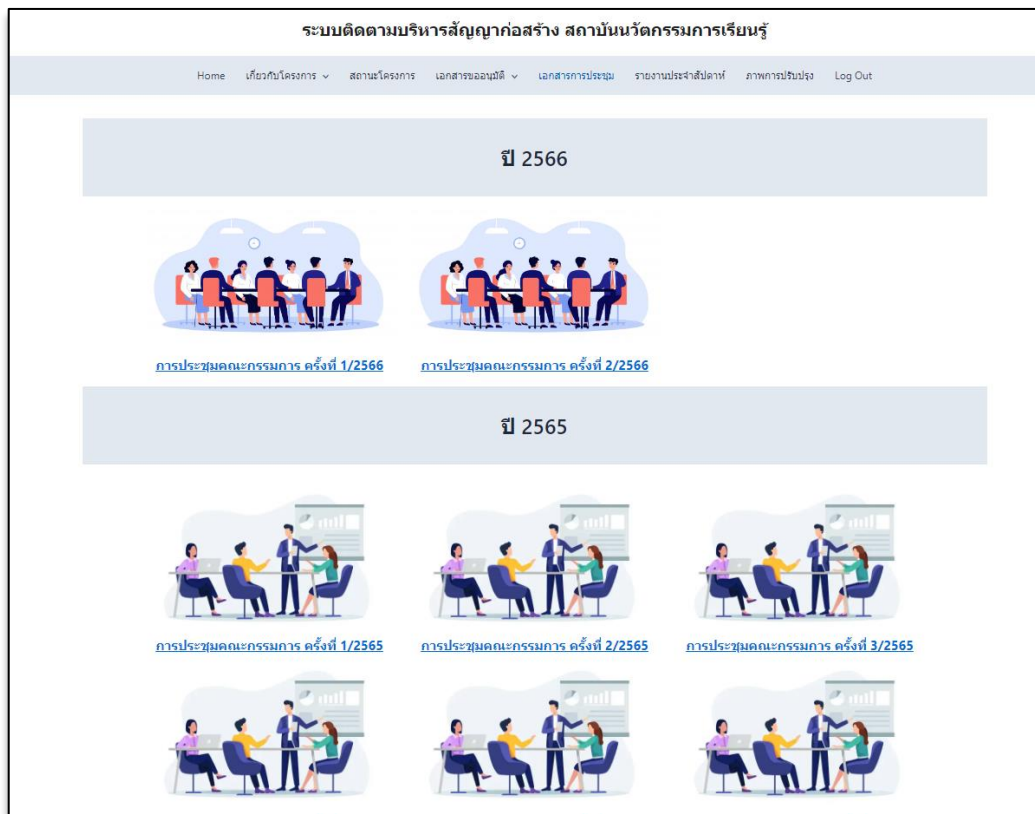 ระบบติดตามบริหารสัญญาก่อสร้าง สถาบันนวัตกรรมการเรียนรู้
Home เกี่ยวกับโครงการ สถานะโครงการ เอกสารขออนุมัติ เอกสารการประชุม รายงานประจำสัปดาห์ ภาพการปรับปรุง Log Out
ปี 2566
การประชุมคณะกรรมการ ครั้งที่ 1/2566 การประชุมคณะกรรมการ ครั้งที่ 2/2566
ปี 2565
การประชุมคณะกรรมการ ครั้งที่ 1/2565 การประชุมคณะกรรมการ ครั้งที่ 2/2565 การประชุมคณะกรรมการ ครั้งที่ 3/2565